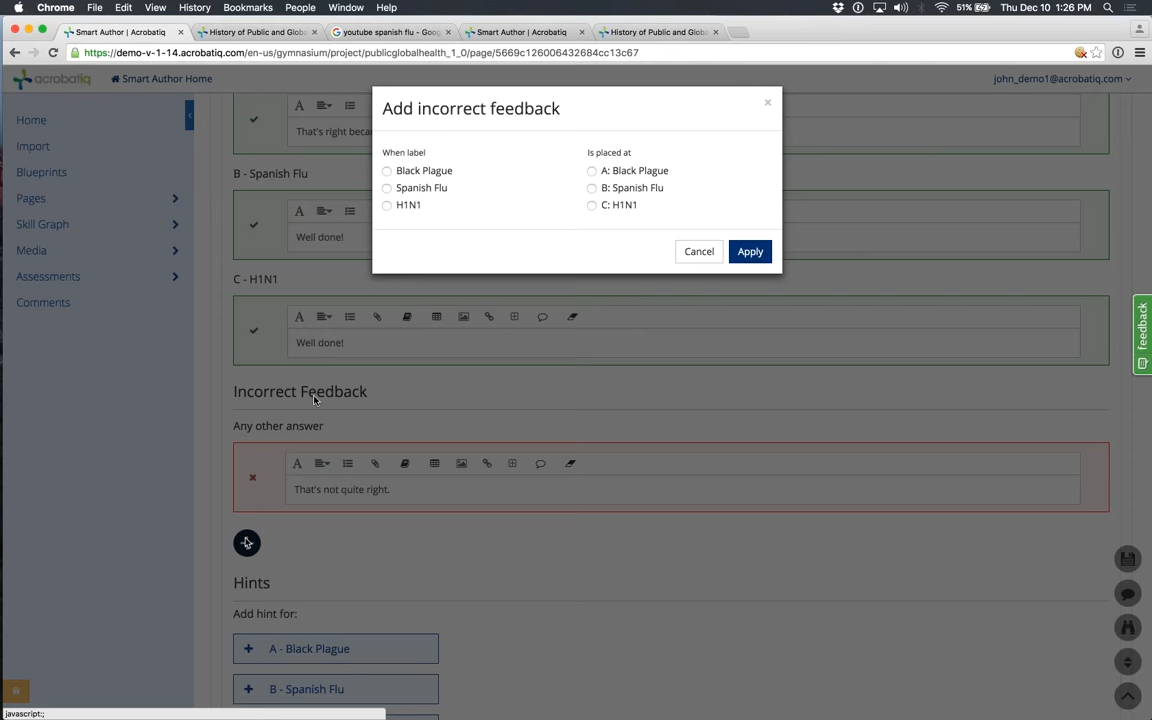 Chrome File Edit View History Bookmarks People Window Help 51% Thu Dec 10 1:26 PM
Smart Author | Acrobatiq × History of Public and Globa × youtube spanish flu - Goog × Smart Author | Acrobatiq × History of Public and Globa ×
https://demo-v-1-14.acrobatiq.com/en-us/gymnasium/project/publicglobalhealth_1_0/page/5669c126006432684cc13c67
acrobatiq Smart Author Home john_demo1@acrobatiq.com
Home
Import
Blueprints
Pages
Skill Graph
Media
Assessments
Comments
That's right beca
B - Spanish Flu
Well done!
C - H1N1
Well done!
Incorrect Feedback
Any other answer
That's not quite right.
Hints
Add hint for:
+ A - Black Plague
+ B - Spanish Flu
Add incorrect feedback ×
When label Is placed at
Black Plague A: Black Plague
Spanish Flu B: Spanish Flu
H1N1 C: H1N1
Cancel Apply
feedback
javascript:;